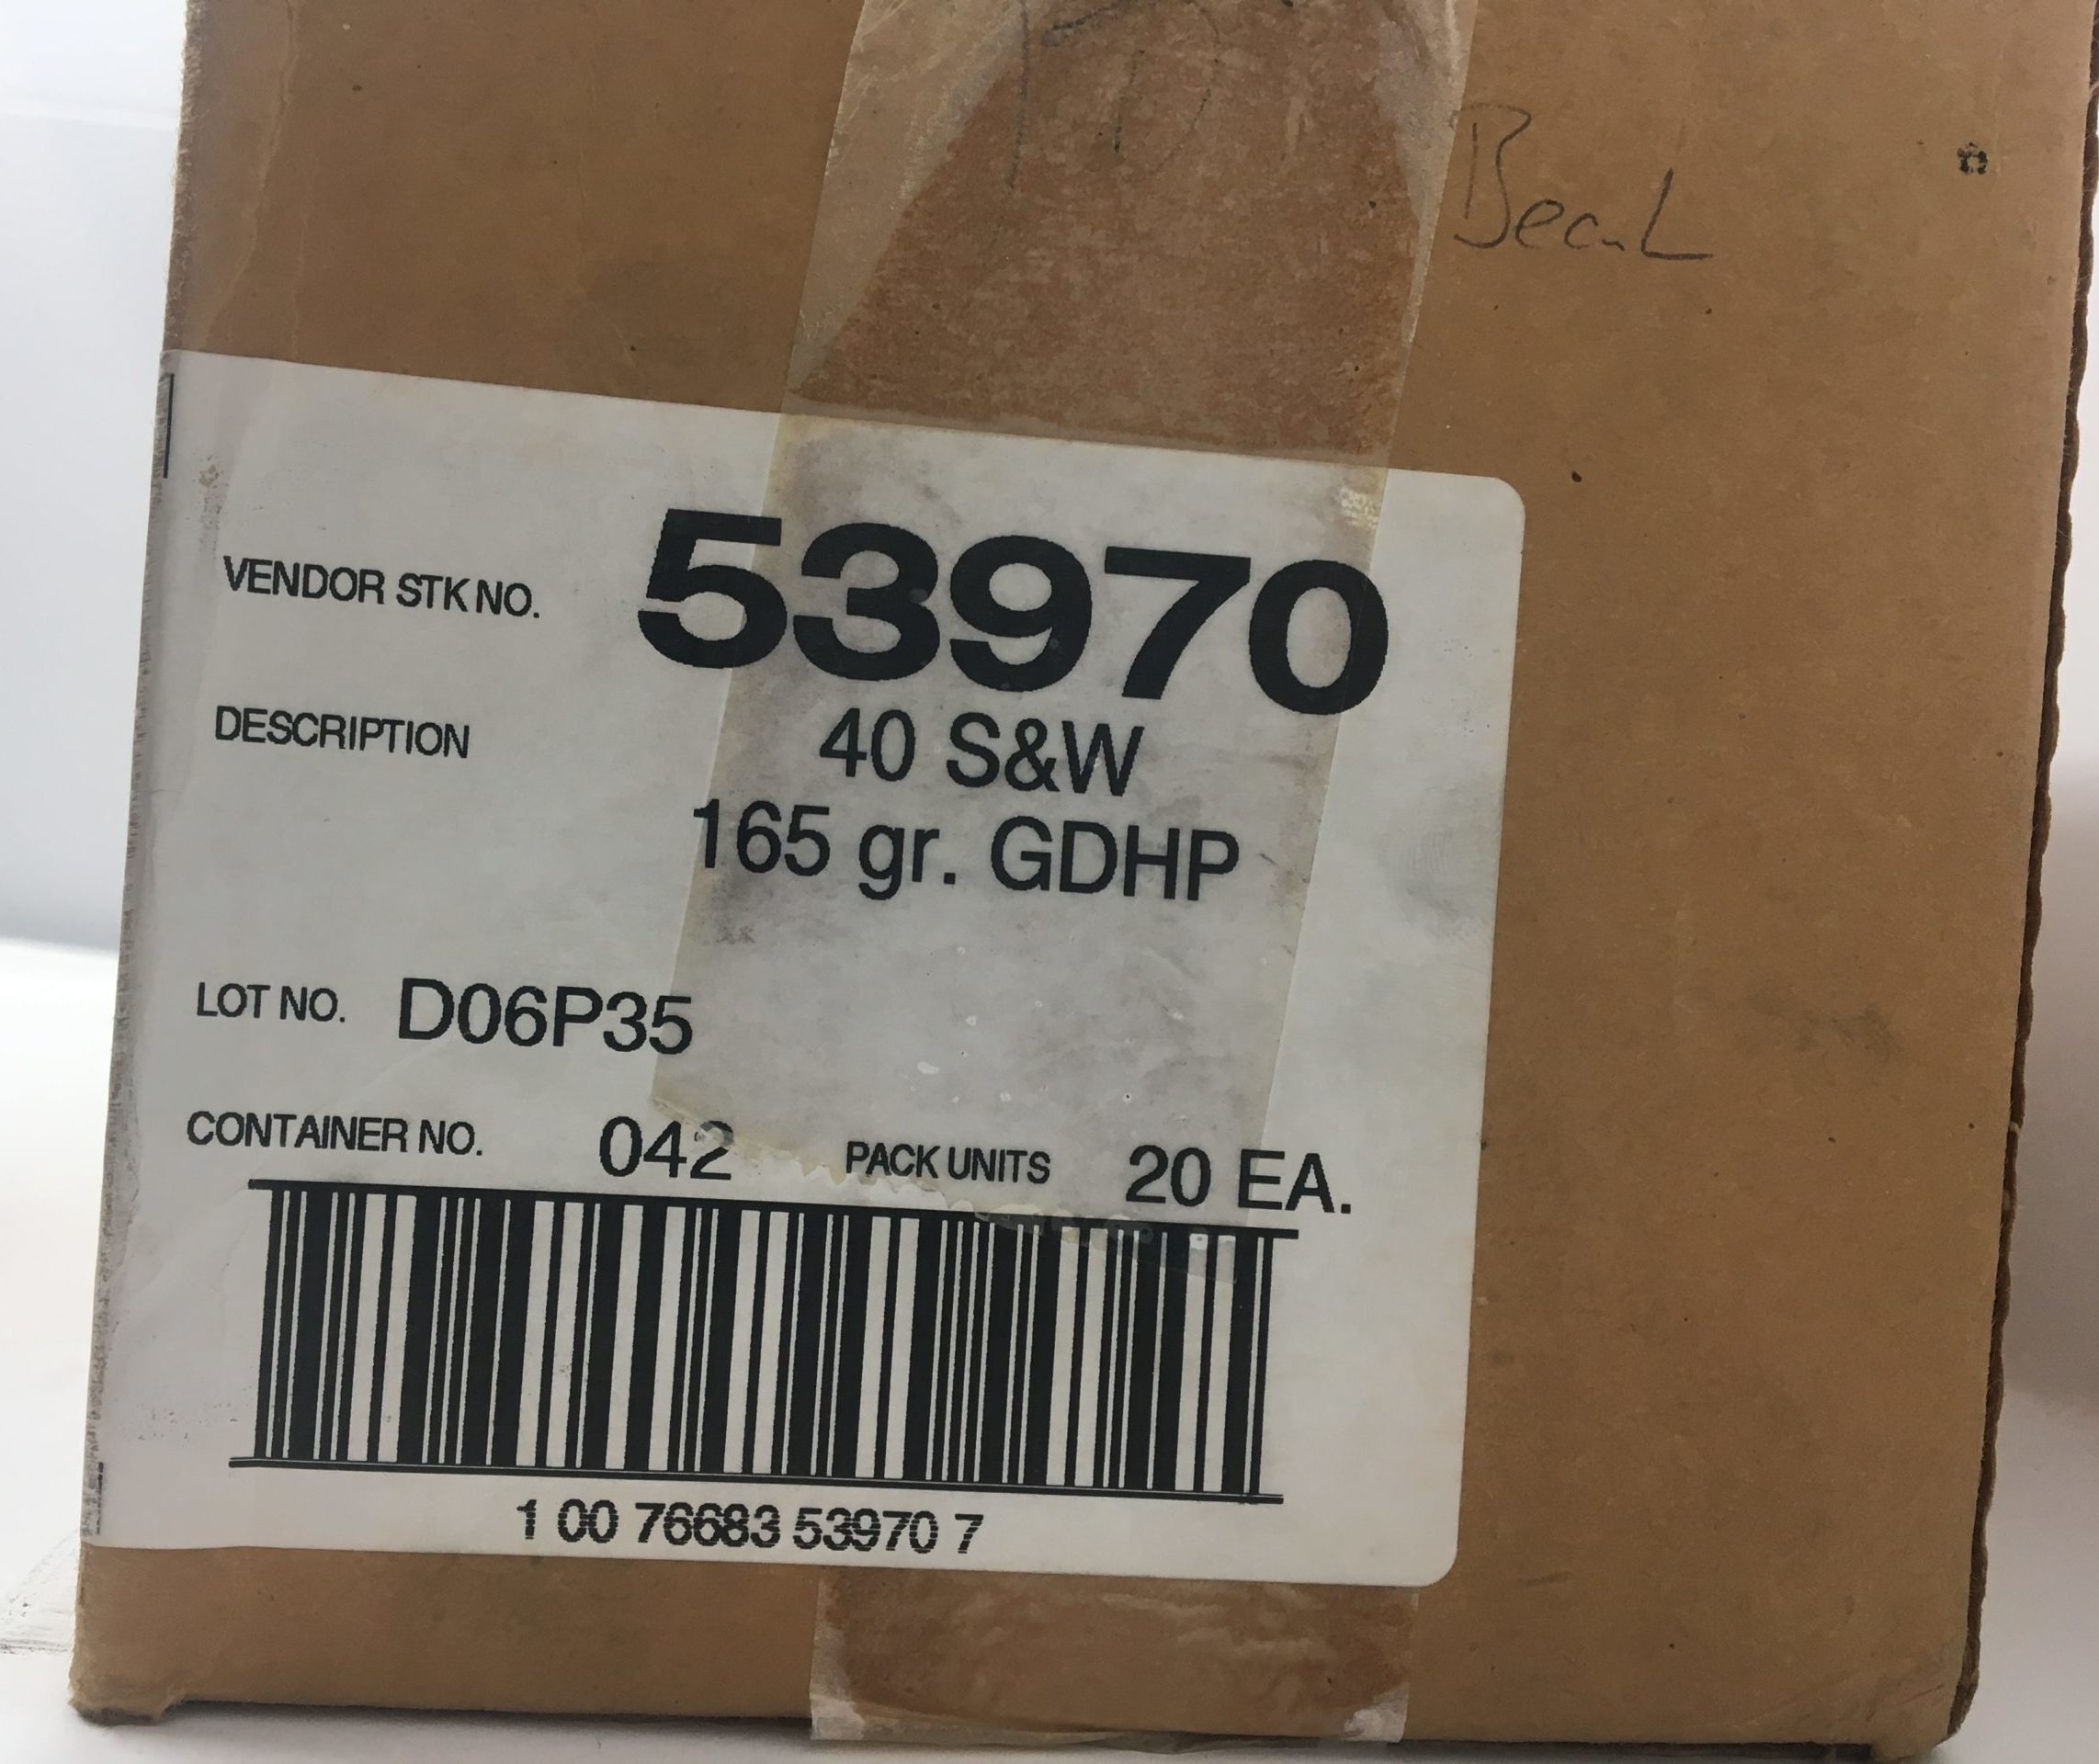 VENDOR STK NO. 53970
DESCRIPTION 40 S&W
165 gr. GDHP
LOT NO. D06P35
CONTAINER NO. 042 PACK UNITS 20 EA.
1 00 76683 53970 7